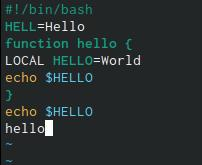 #!/bin/bash
HELL=Hello
function hello {
LOCAL HELLO=World
echo $HELLO
}
echo $HELLO
hello
~
~